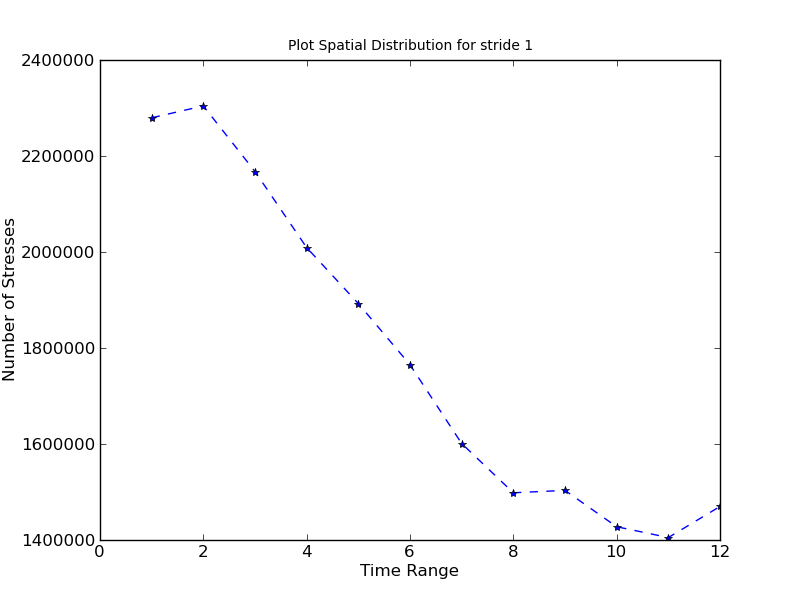 Plot Spatial Distribution for stride 1
2400000
2200000
2000000
1800000
1600000
1400000
Number of Stresses
0 2 4 6 8 10 12
Time Range